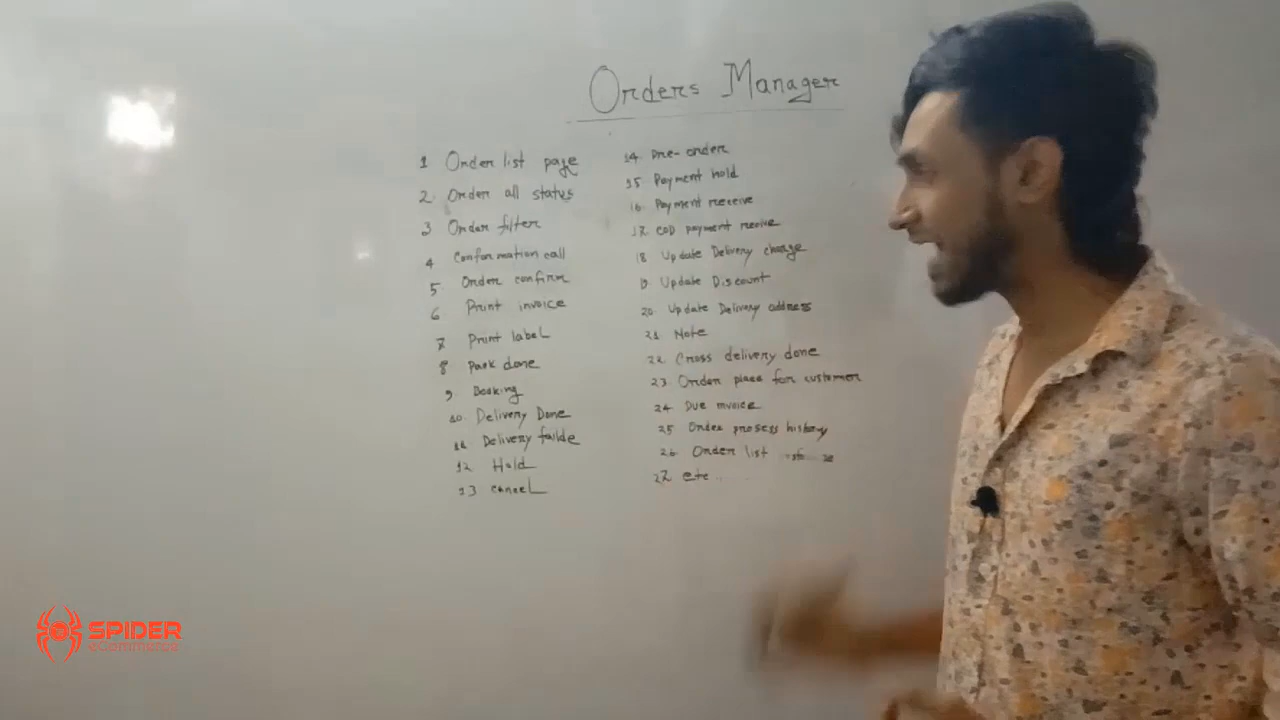 Orders Manager
1 Order list page
2 Order all status
3 Order filter
4 Conformation call
5 Order confirm
6 Print invoice
7 Print label
8 Pack done
9 Booking
10 Delivery Done
11 Delivery failde
12 Hold
13 cancel
14 Pre-order
15 Payment hold
16 Payment receive
17 COD payment receive
18 Update Delivery charge
19 Update Discount
20 Update Delivery address
21 Note
22 Cross delivery done
23 Order place for customer
24 Due invoice
25 Order prosess history
26 Order list
27 etc..
SPIDER
eCommerce